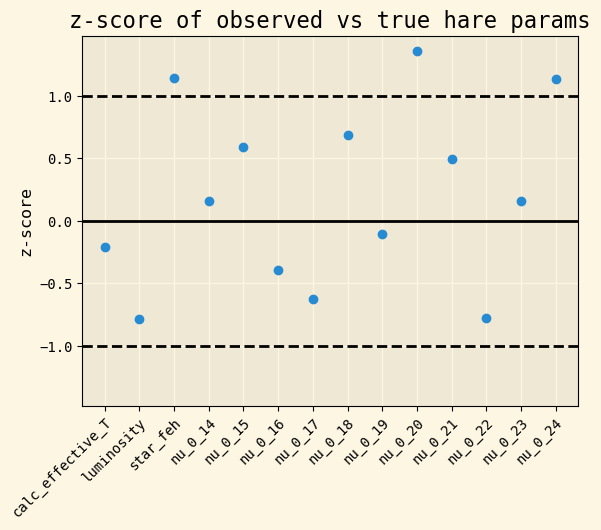 z-score of observed vs true hare params
z-score
1.0
0.5
0.0
−0.5
−1.0
calc_effective_T
luminosity
star_feh
nu_0_14
nu_0_15
nu_0_16
nu_0_17
nu_0_18
nu_0_19
nu_0_20
nu_0_21
nu_0_22
nu_0_23
nu_0_24